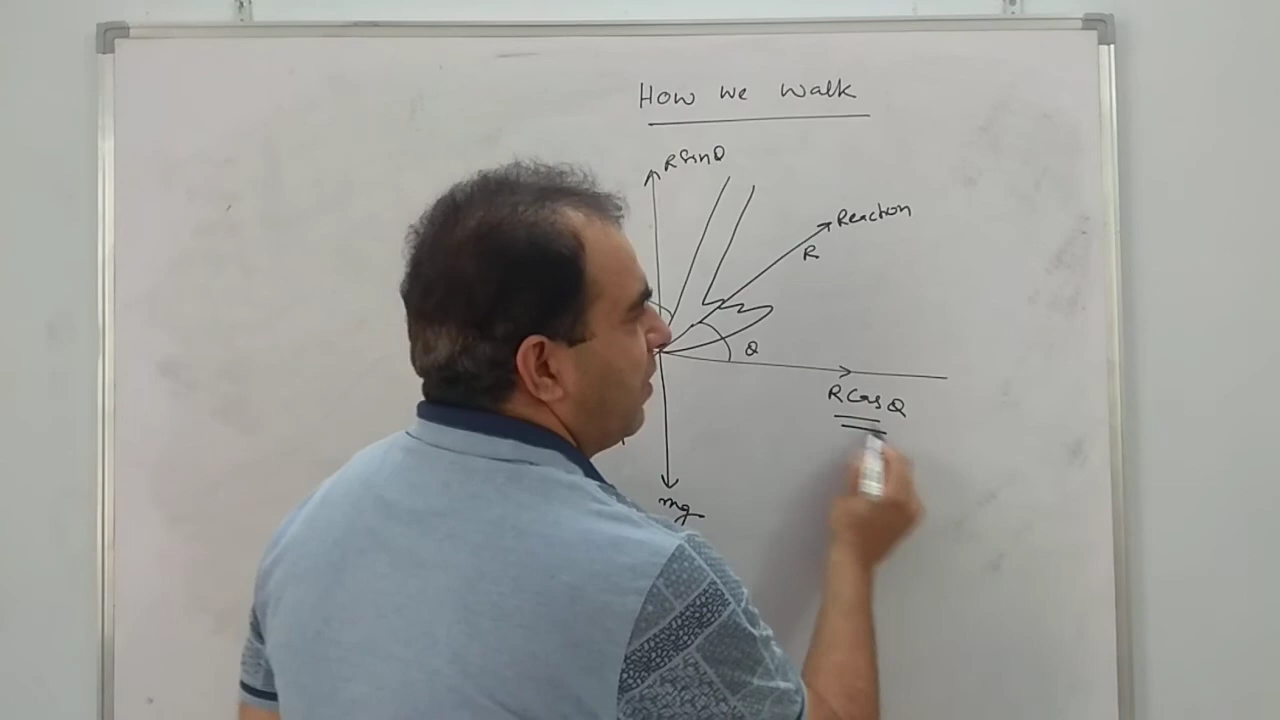 How we walk
R Sin θ
Reaction
R
θ
R Cos θ
mg